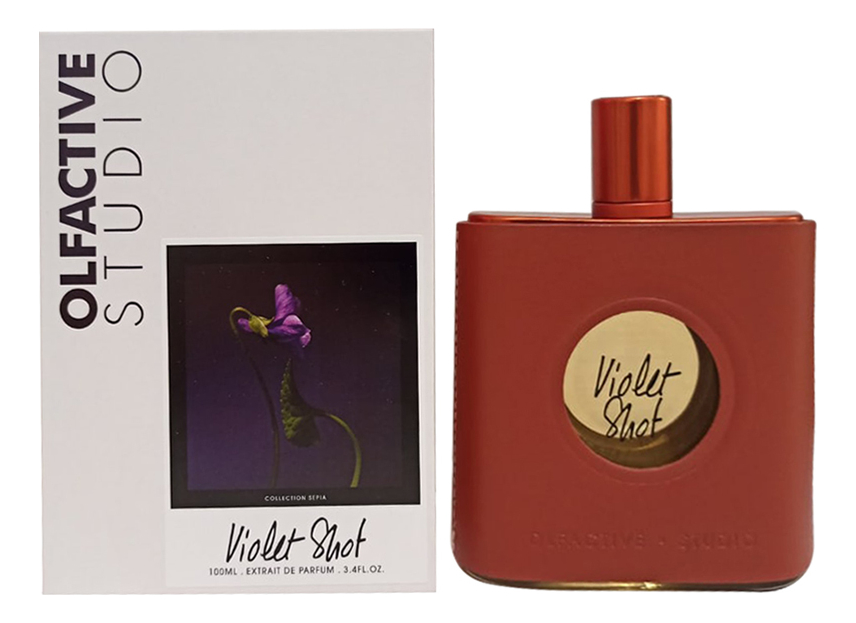 OLFACTIVE
STUDIO
COLLECTION SEPIA
Violet Shot
100ML . EXTRAIT DE PARFUM . 3.4FL.OZ.
Violet
Shot
OLFACTIVE • STUDIO